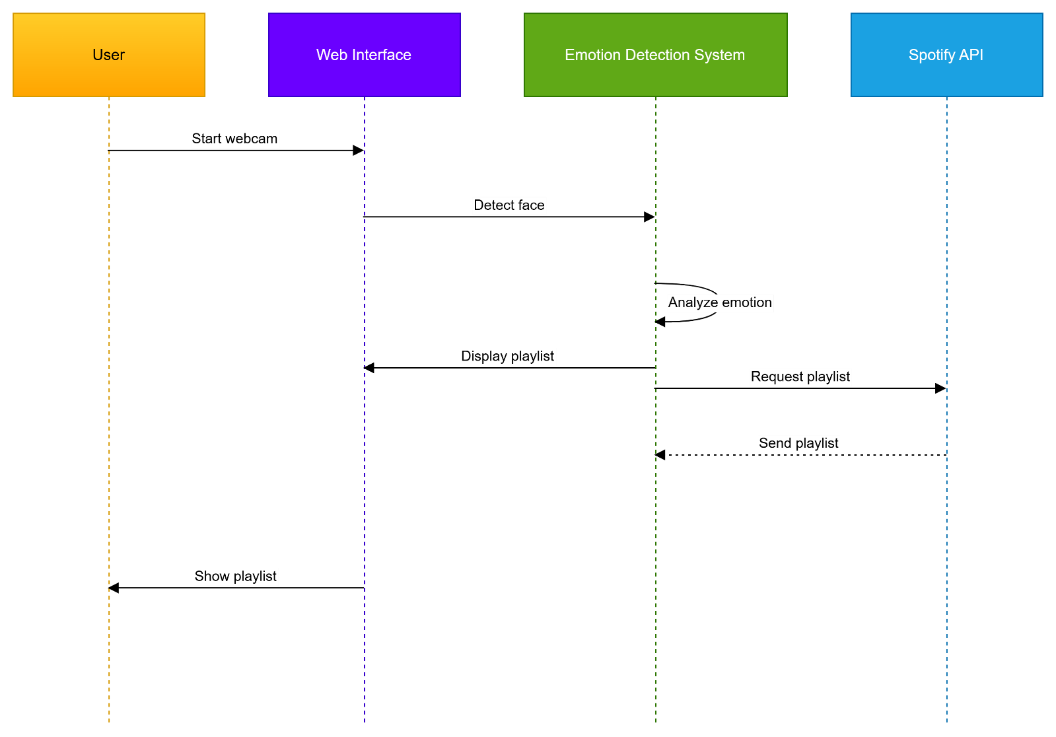 User
Web Interface
Emotion Detection System
Spotify API
Start webcam
Detect face
Analyze emotion
Display playlist
Request playlist
Send playlist
Show playlist